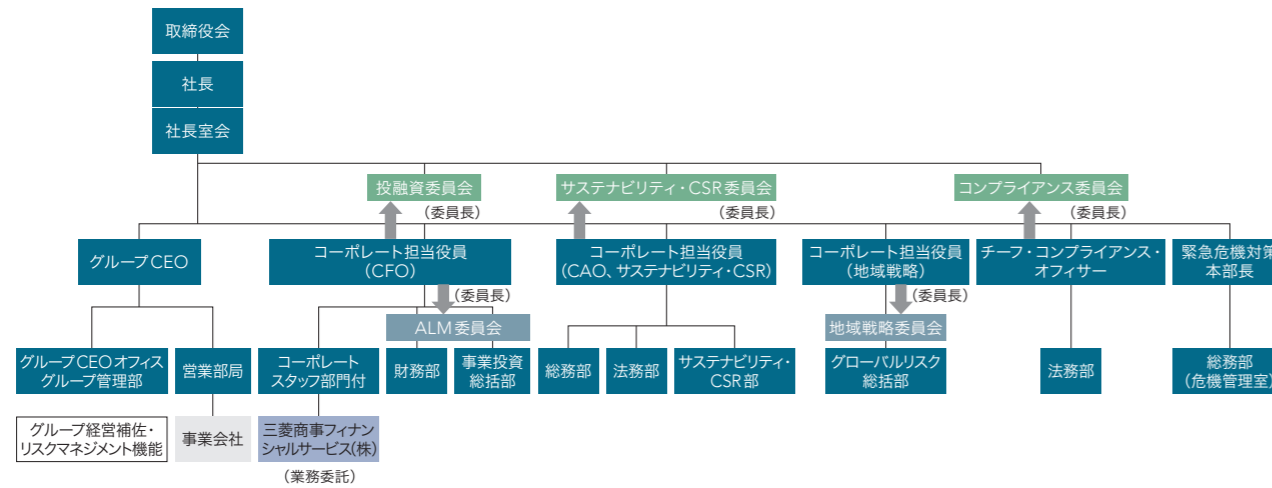 取締役会
社長
社長室会
投融資委員会
サステナビリティ・CSR委員会
コンプライアンス委員会
(委員長)
(委員長)
(委員長)
グループCEO
コーポレート担当役員
(CFO)
コーポレート担当役員
(CAO、サステナビリティ・CSR)
コーポレート担当役員
(地域戦略)
チーフ・コンプライアンス・
オフィサー
緊急危機対策
本部長
(委員長)
(委員長)
ALM委員会
地域戦略委員会
グループCEOオフィス
グループ管理部
営業部局
コーポレート
スタッフ部門付
財務部
事業投資
総括部
総務部
法務部
サステナビリティ・
CSR部
グローバルリスク
総括部
法務部
総務部
(危機管理室)
グループ経営補佐・
リスクマネジメント機能
事業会社
三菱商事フィナン
シャルサービス(株)
(業務委託)